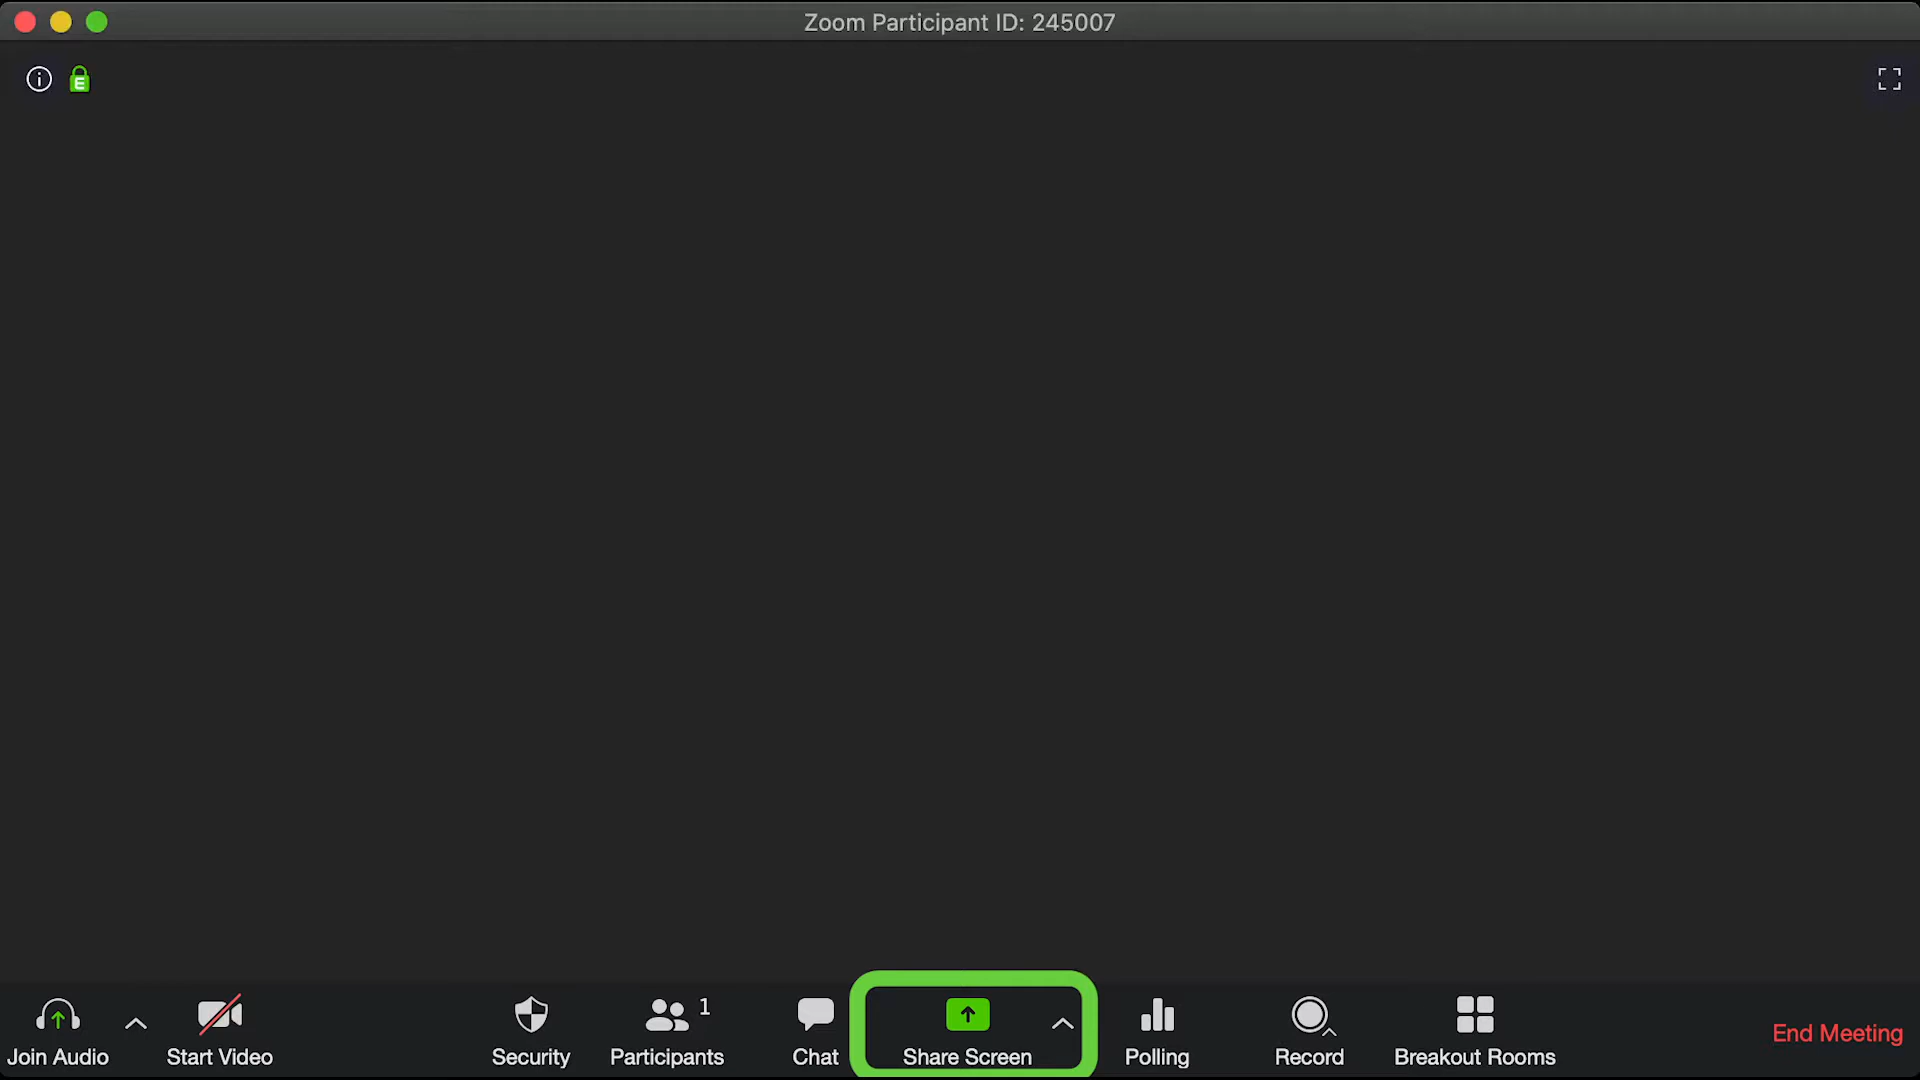 Zoom Participant ID: 245007
E
1
Join Audio
Start Video
Security
Participants
Chat
Share Screen
Polling
Record
Breakout Rooms
End Meeting